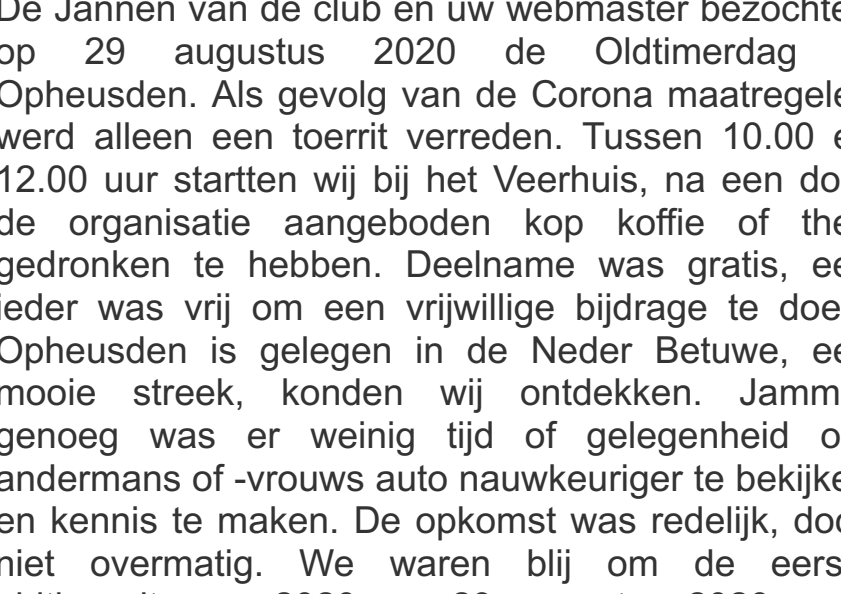 De Jannen van de club en uw webmaster bezochte
op 29 augustus 2020 de Oldtimerdag
Opheusden. Als gevolg van de Corona maatregele
werd alleen een toerrit verreden. Tussen 10.00 e
12.00 uur startten wij bij het Veerhuis, na een do
de organisatie aangeboden kop koffie of the
gedronken te hebben. Deelname was gratis, ee
ieder was vrij om een vrijwillige bijdrage te doe
Opheusden is gelegen in de Neder Betuwe, ee
mooie streek, konden wij ontdekken. Jamm
genoeg was er weinig tijd of gelegenheid o
andermans of -vrouws auto nauwkeuriger te bekijke
en kennis te maken. De opkomst was redelijk, doc
niet overmatig. We waren blij om de eers